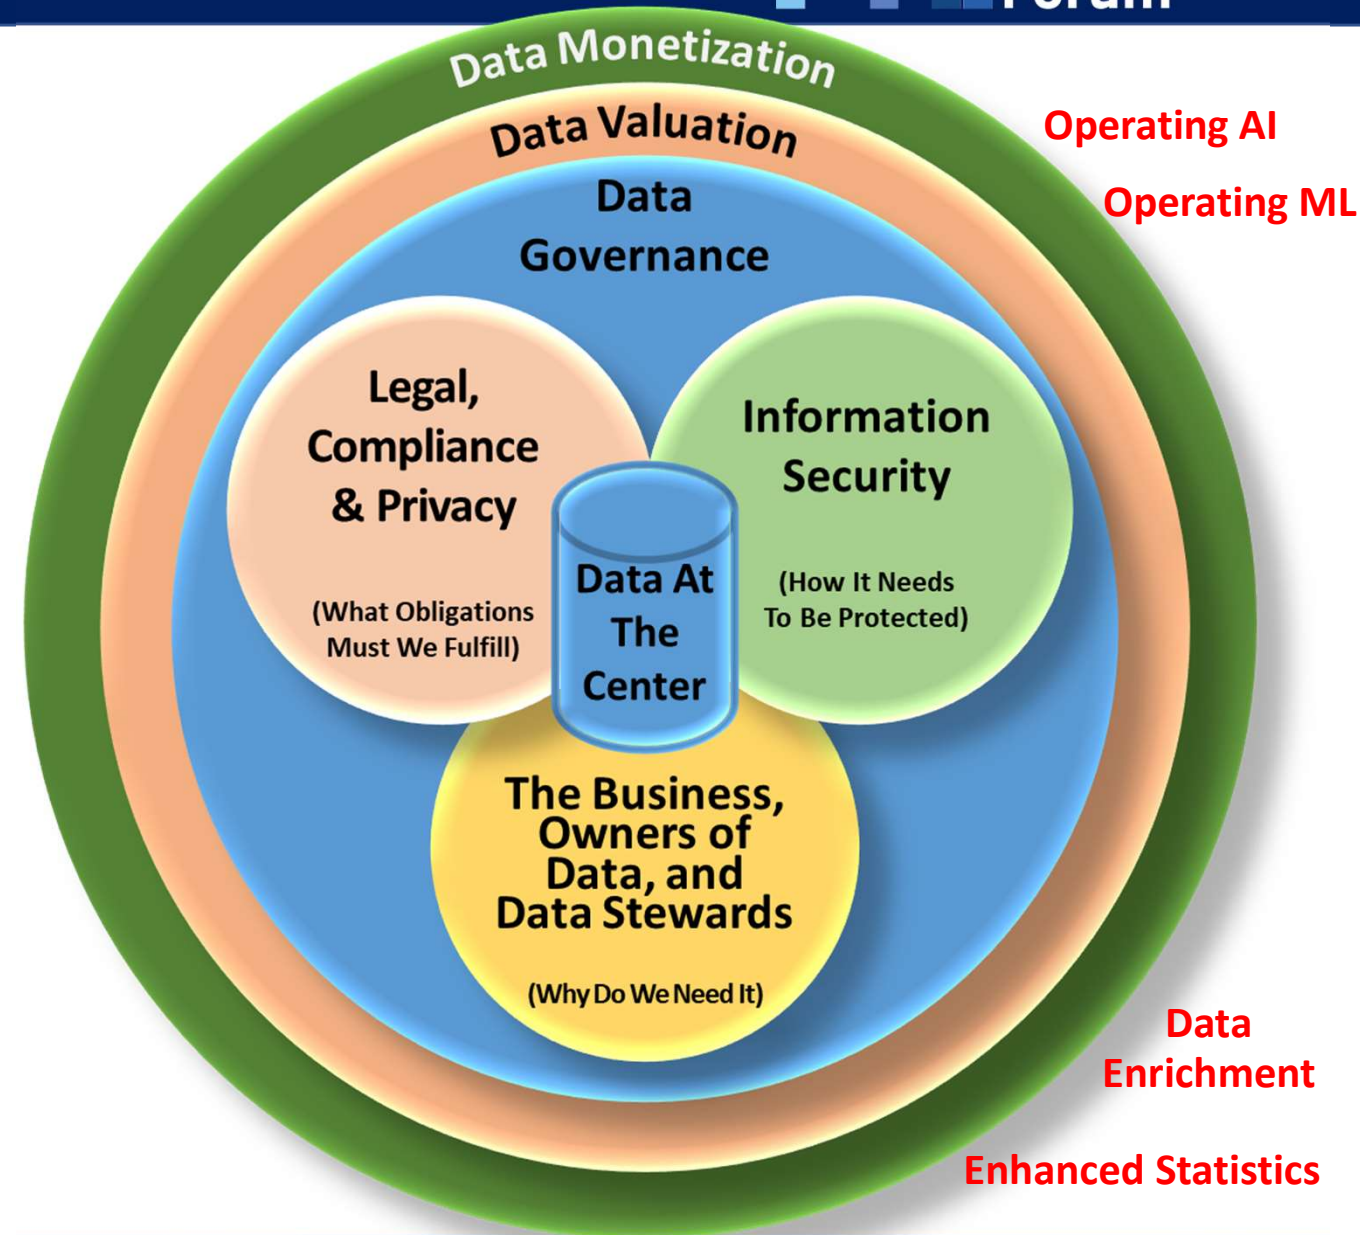 Forum
Data Monetization
Data Valuation
Operating AI
Operating ML
Data
Governance
Legal,
Compliance
& Privacy
(What Obligations
Must We Fulfill)
Information
Security
(How It Needs
To Be Protected)
Data At
The
Center
The Business,
Owners of
Data, and
Data Stewards
(Why Do We Need It)
Data
Enrichment
Enhanced Statistics